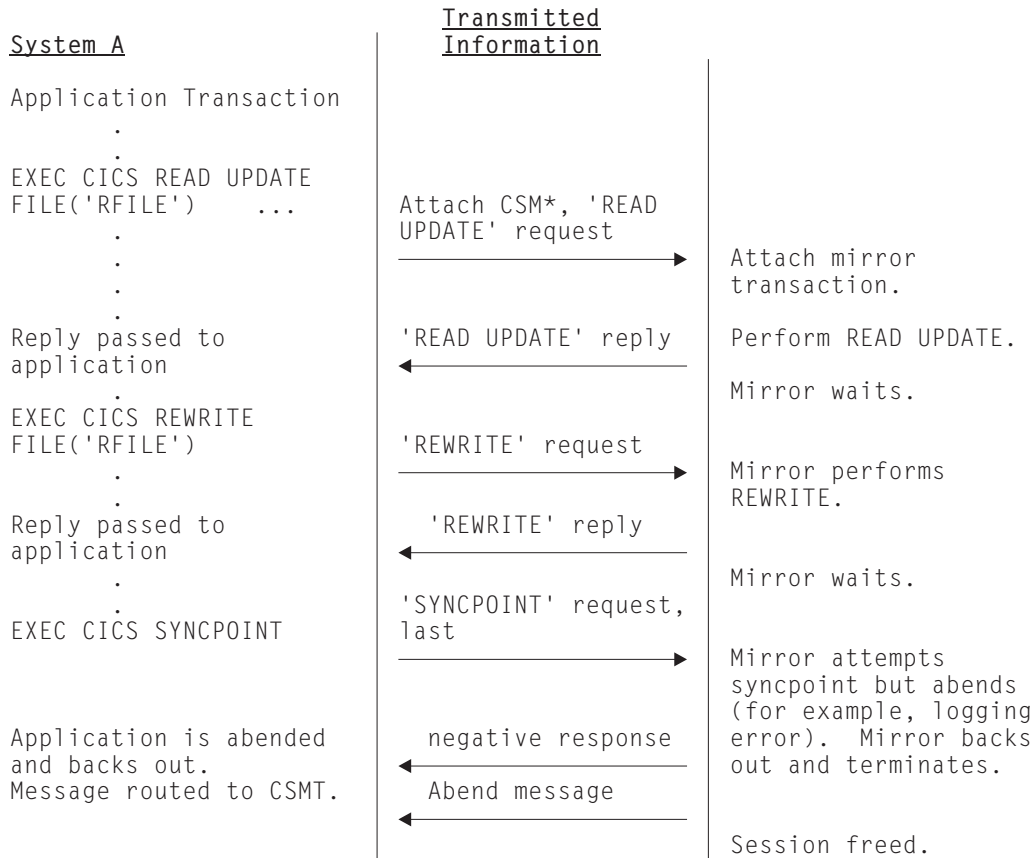 Transmitted
System A Information
Application Transaction
.
.
EXEC CICS READ UPDATE
FILE('RFILE') ... Attach CSM*, 'READ
. UPDATE' request
. Attach mirror
. transaction.
.
Reply passed to 'READ UPDATE' reply Perform READ UPDATE.
application
. Mirror waits.
EXEC CICS REWRITE
FILE('RFILE') 'REWRITE' request
. Mirror performs
. REWRITE.
Reply passed to 'REWRITE' reply
application
. Mirror waits.
. 'SYNCPOINT' request,
EXEC CICS SYNCPOINT last
Mirror attempts
syncpoint but abends
(for example, logging
Application is abended negative response error). Mirror backs
and backs out. out and terminates.
Message routed to CSMT. Abend message
Session freed.